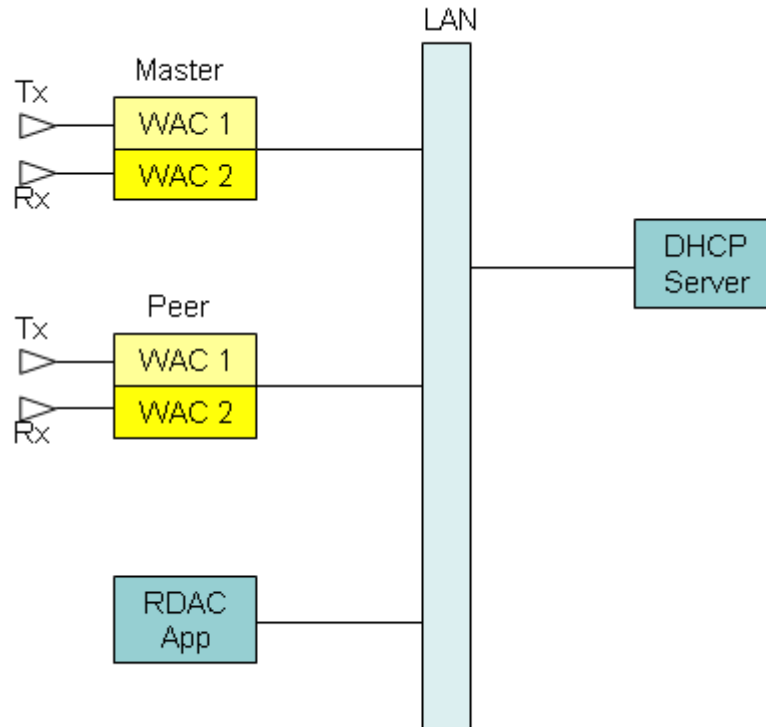 LAN
Master
Tx
WAC 1
WAC 2
Rx
DHCP
Server
Peer
Tx
WAC 1
WAC 2
Rx
RDAC
App